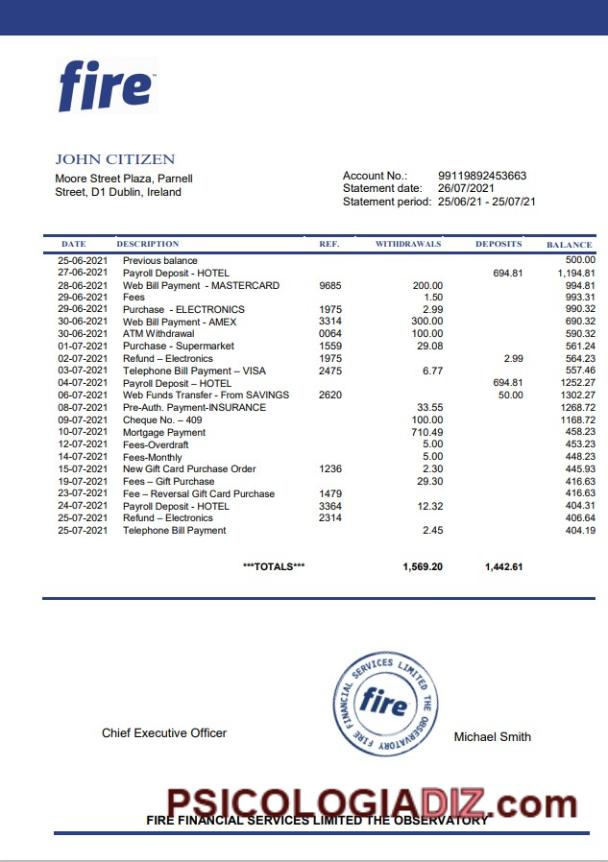 fire™
JOHN CITIZEN
Moore Street Plaza, Parnell
Street, D1 Dublin, Ireland
Account No.: 99119892453663
Statement date: 26/07/2021
Statement period: 25/06/21 - 25/07/21
DATE DESCRIPTION REF. WITHDRAWALS DEPOSITS BALANCE
25-06-2021 Previous balance 500.00
27-06-2021 Payroll Deposit - HOTEL 694.81 1,194.81
28-06-2021 Web Bill Payment - MASTERCARD 9685 200.00 994.81
29-06-2021 Fees 1.50 993.31
29-06-2021 Purchase - ELECTRONICS 1975 2.99 990.32
30-06-2021 Web Bill Payment - AMEX 3314 300.00 690.32
30-06-2021 ATM Withdrawal 0064 100.00 590.32
01-07-2021 Purchase - Supermarket 1559 29.08 561.24
02-07-2021 Refund – Electronics 1975 2.99 564.23
03-07-2021 Telephone Bill Payment – VISA 2475 6.77 557.46
04-07-2021 Payroll Deposit – HOTEL 694.81 1252.27
06-07-2021 Web Funds Transfer - From SAVINGS 2620 50.00 1302.27
08-07-2021 Pre-Auth. Payment-INSURANCE 33.55 1268.72
09-07-2021 Cheque No. – 409 100.00 1168.72
10-07-2021 Mortgage Payment 710.49 458.23
12-07-2021 Fees-Overdraft 5.00 453.23
14-07-2021 Fees-Monthly 5.00 448.23
15-07-2021 New Gift Card Purchase Order 1236 2.30 445.93
19-07-2021 Fees – Gift Purchase 29.30 416.63
23-07-2021 Fee – Reversal Gift Card Purchase 1479 416.63
24-07-2021 Payroll Deposit - HOTEL 3364 12.32 404.31
25-07-2021 Refund – Electronics 2314 406.64
25-07-2021 Telephone Bill Payment 2.45 404.19
***TOTALS*** 1,569.20 1,442.61
FIRE FINANCIAL SERVICES LIMITED THE OBSERVATORY
fire
Chief Executive Officer
Michael Smith
PSICOLOGIADIZ.com
FIRE FINANCIAL SERVICES LIMITED THE OBSERVATORY